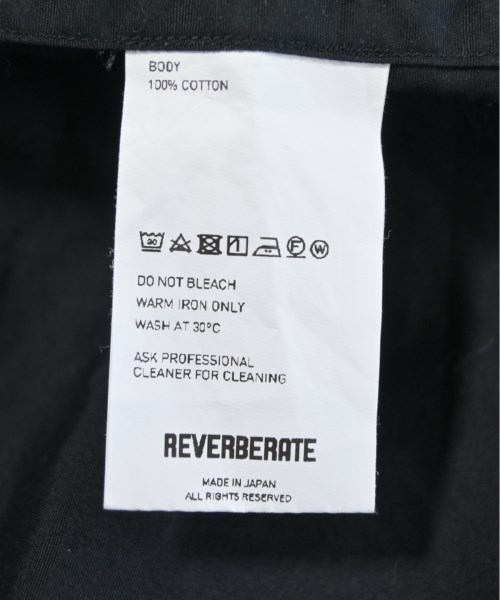 BODY
100% COTTON
30 F W
DO NOT BLEACH
WARM IRON ONLY
WASH AT 30°C
ASK PROFESSIONAL
CLEANER FOR CLEANING
REVERBERATE
MADE IN JAPAN
ALL RIGHTS RESERVED